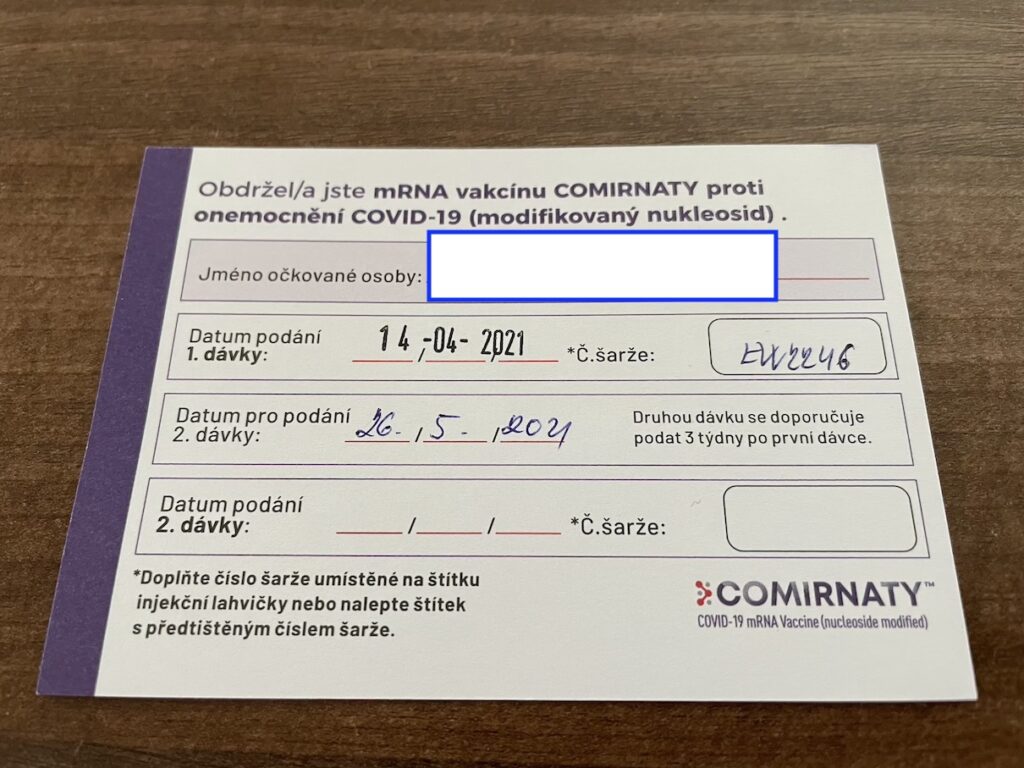 Obdržel/a jste mRNA vakcínu COMIRNATY proti
onemocnění COVID-19 (modifikovaný nukleosid) .
Jméno očkované osoby:
Datum podání
1. dávky: 14 -04- 2021 *Č.šarže: EW2246
Datum pro podání
2. dávky: 26. / 5. / 2021
Druhou dávku se doporučuje
podat 3 týdny po první dávce.
Datum podání
2. dávky: / / *Č.šarže:
*Doplňte číslo šarže umístěné na štítku
injekční lahvičky nebo nalepte štítek
s předtištěným číslem šarže.
COMIRNATY™
COVID-19 mRNA Vaccine (nucleoside modified)